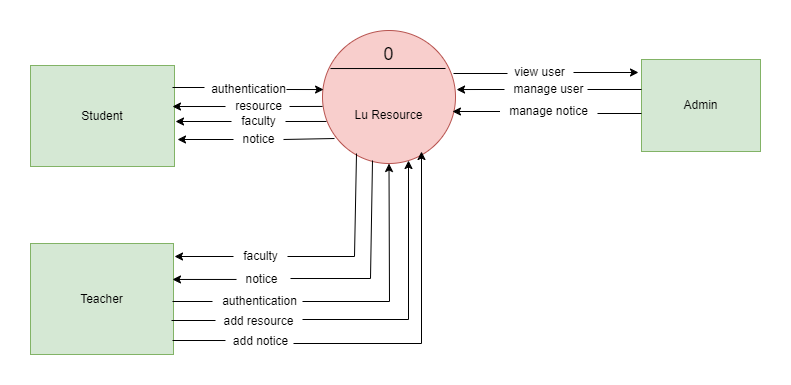 0
Lu Resource
Student
authentication
resource
faculty
notice
view user
manage user
manage notice
Admin
Teacher
faculty
notice
authentication
add resource
add notice